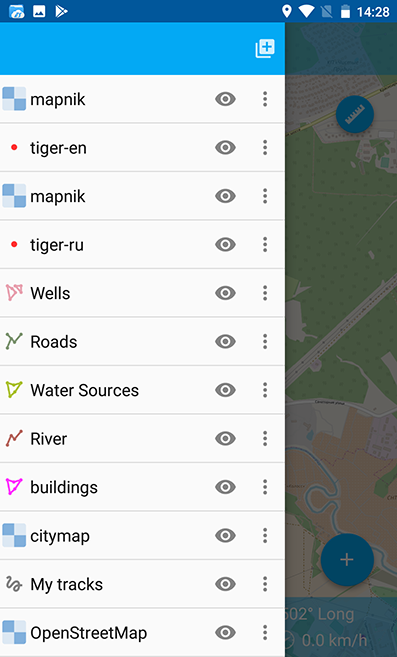 14:28
mapnik
tiger-en
mapnik
tiger-ru
Wells
Roads
Water Sources
River
buildings
citymap
My tracks
OpenStreetMap
502° Long
0.0 km/h